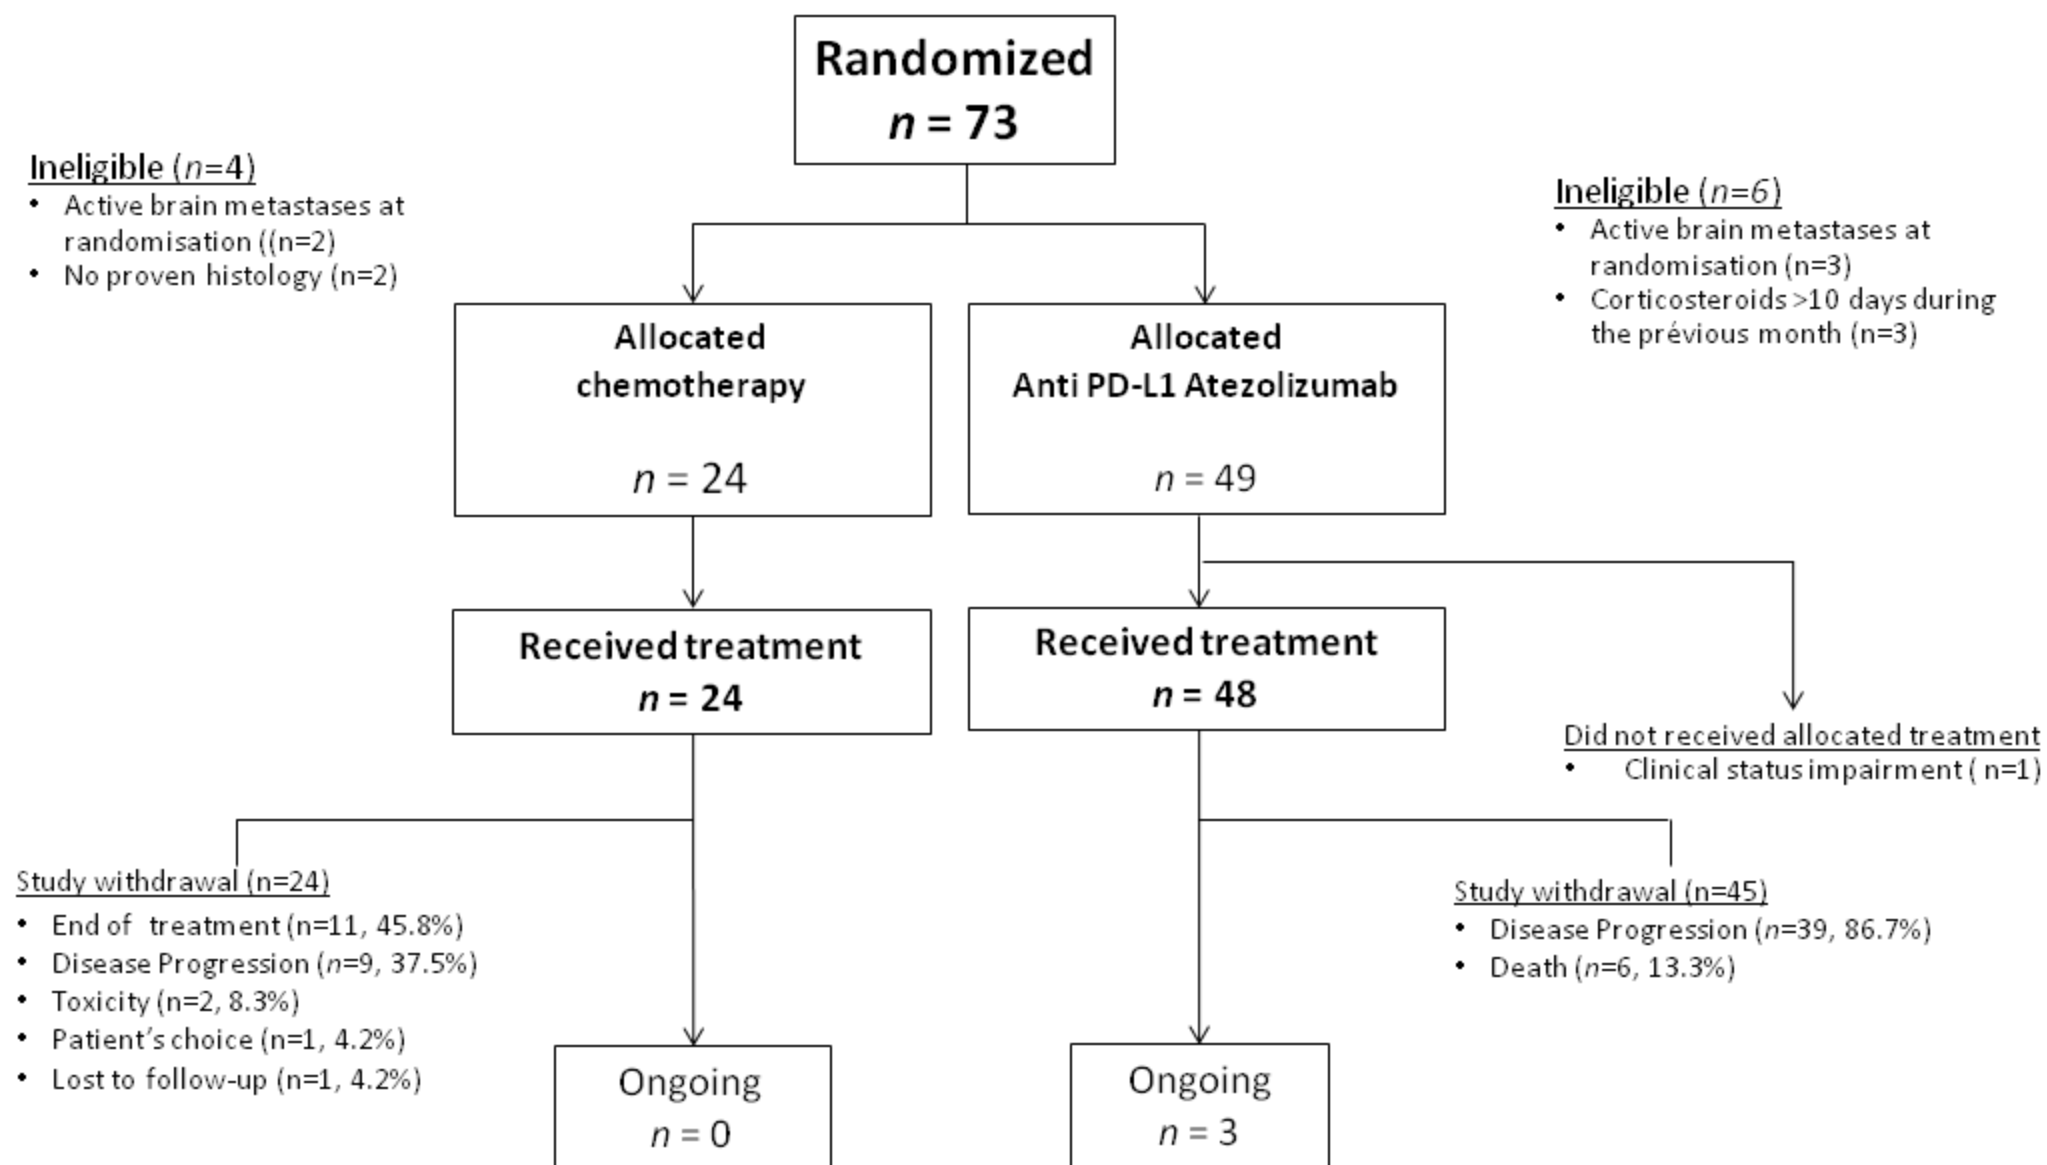 Randomized
n = 73
Ineligible (n=4)
• Active brain metastases at
randomisation ((n=2)
• No proven histology (n=2)
Ineligible (n=6)
• Active brain metastases at
randomisation (n=3)
• Corticosteroids >10 days during
the prévious month (n=3)
Allocated
chemotherapy
n = 24
Allocated
Anti PD-L1 Atezolizumab
n = 49
Received treatment
n = 24
Received treatment
n = 48
Did not received allocated treatment
• Clinical status impairment ( n=1)
Study withdrawal (n=24)
• End of treatment (n=11, 45.8%)
• Disease Progression (n=9, 37.5%)
• Toxicity (n=2, 8.3%)
• Patient’s choice (n=1, 4.2%)
• Lost to follow-up (n=1, 4.2%)
Study withdrawal (n=45)
• Disease Progression (n=39, 86.7%)
• Death (n=6, 13.3%)
Ongoing
n = 0
Ongoing
n = 3